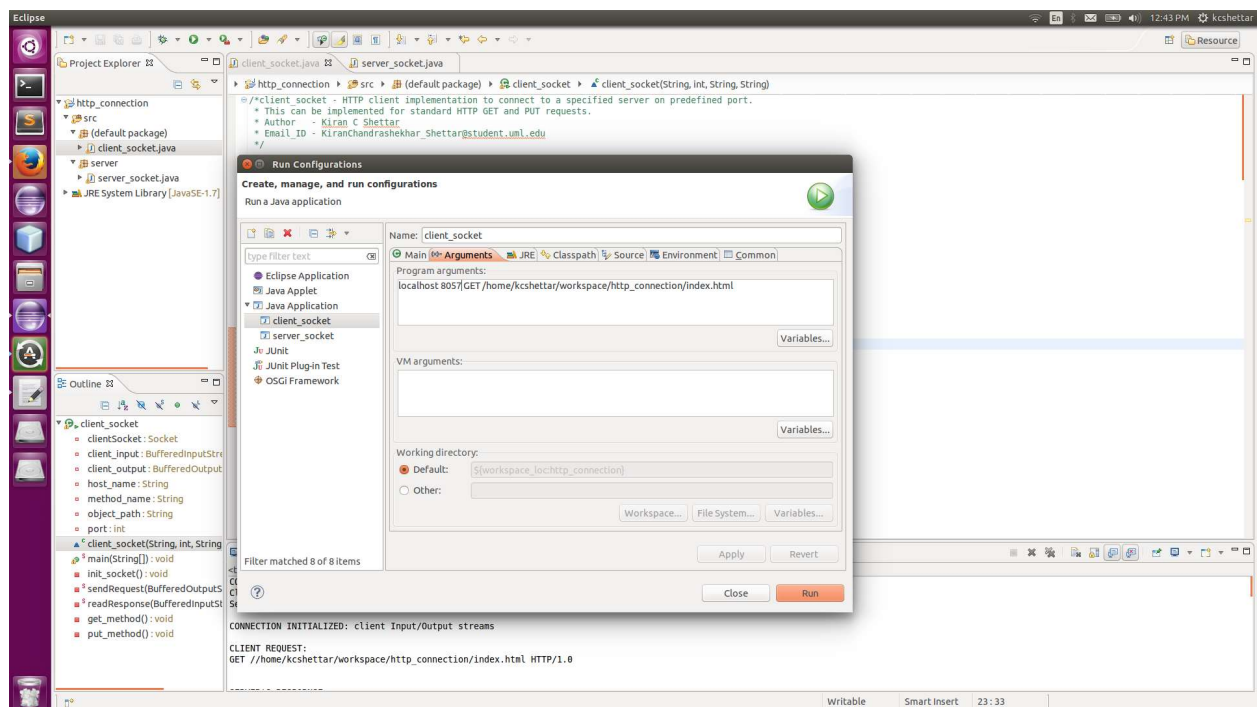 Eclipse
En
12:43 PM
kcshettar
Resource
Project Explorer
client_socket.java
server_socket.java
http_connection
src
(default package)
client_socket.java
server
server_socket.java
JRE System Library [JavaSE-1.7]
http_connection
src
(default package)
client_socket
client_socket(String, int, String, String)
/*client_socket - HTTP client implementation to connect to a specified server on predefined port.
* This can be implemented for standard HTTP GET and PUT requests.
* Author - Kiran C Shettar
* Email_ID - KiranChandrashekhar_Shettar@student.uml.edu
*/
Run Configurations
Create, manage, and run configurations
Run a Java application
type filter text
Eclipse Application
Java Applet
Java Application
client_socket
server_socket
Ju JUnit
JUnit Plug-in Test
OSGi Framework
Filter matched 8 of 8 items
Name: client_socket
Main
Arguments
JRE
Classpath
Source
Environment
Common
Program arguments:
localhost 8057 GET /home/kcshettar/workspace/http_connection/index.html
Variables...
VM arguments:
Variables...
Working directory:
Default: ${workspace_loc:http_connection}
Other:
Workspace...
File System...
Variables...
Apply
Revert
Close
Run
Outline
client_socket
clientSocket : Socket
client_input : BufferedInputStre
client_output : BufferedOutput
host_name : String
method_name : String
object_path : String
port : int
client_socket(String, int, String
main(String[]) : void
init_socket() : void
sendRequest(BufferedOutputS
readResponse(BufferedInputSt
get_method() : void
put_method() : void
CONNECTION INITIALIZED: client Input/Output streams
CLIENT REQUEST:
GET //home/kcshettar/workspace/http_connection/index.html HTTP/1.0
Writable
Smart Insert
23 : 33